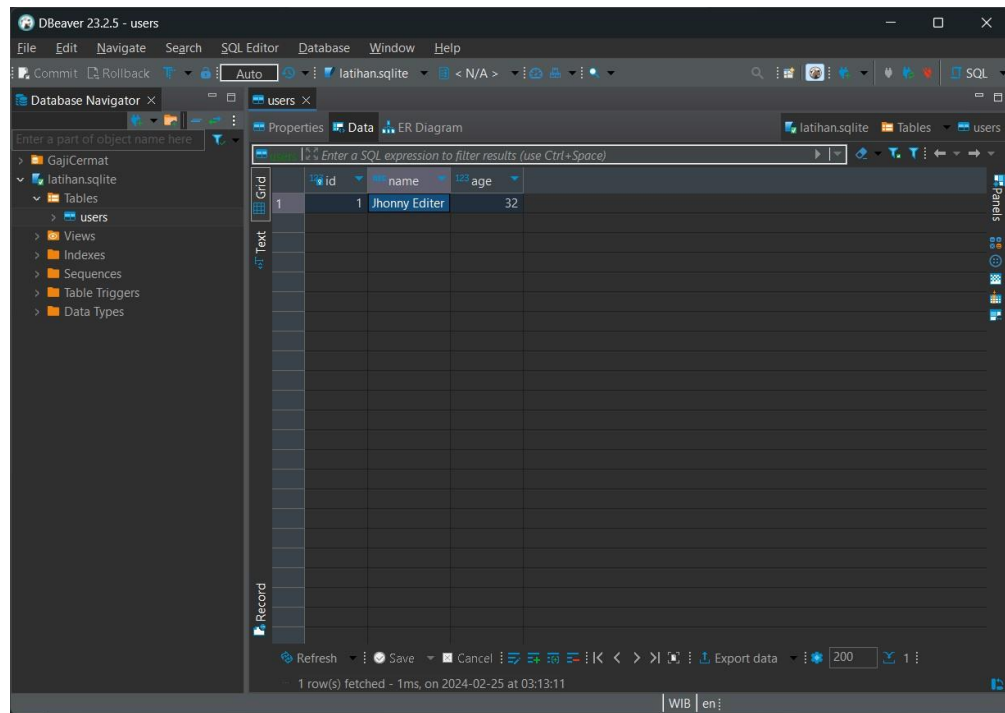 DBeaver 23.2.5 - users
File Edit Navigate Search SQL Editor Database Window Help
Commit Rollback Auto latihan.sqlite < N/A > SQL
Database Navigator
users
Properties Data ER Diagram latihan.sqlite Tables users
Enter a part of object name here
users Enter a SQL expression to filter results (use Ctrl+Space)
GajiCermat
latihan.sqlite
Tables
users
Views
Indexes
Sequences
Table Triggers
Data Types
Grid
Text
Record
123 id name 123 age
1 1 Jhonny Editer 32
Panels
Refresh Save Cancel Export data 200 1
1 row(s) fetched - 1ms, on 2024-02-25 at 03:13:11
WIB en